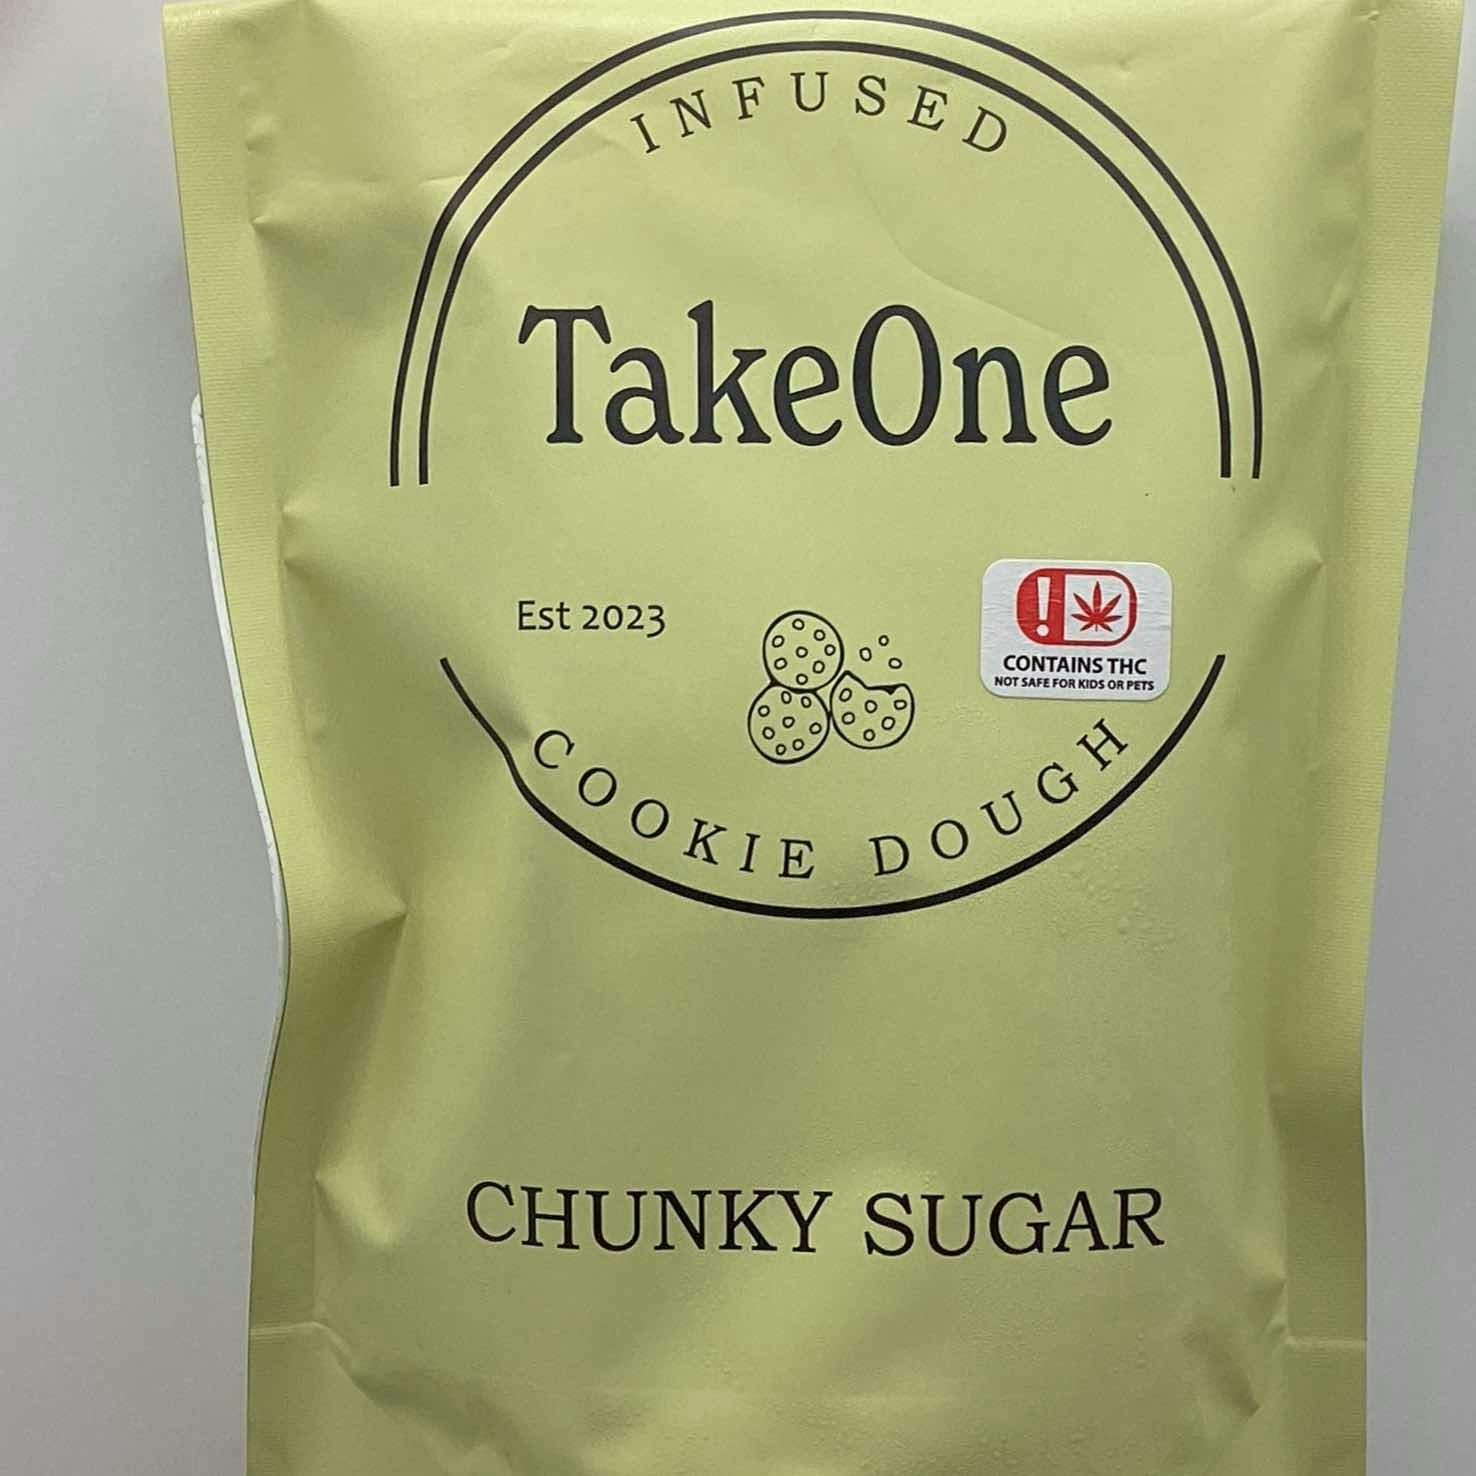 INFUSED
TakeOne
Est 2023
CONTAINS THC
NOT SAFE FOR KIDS OR PETS
COOKIE DOUGH
CHUNKY SUGAR